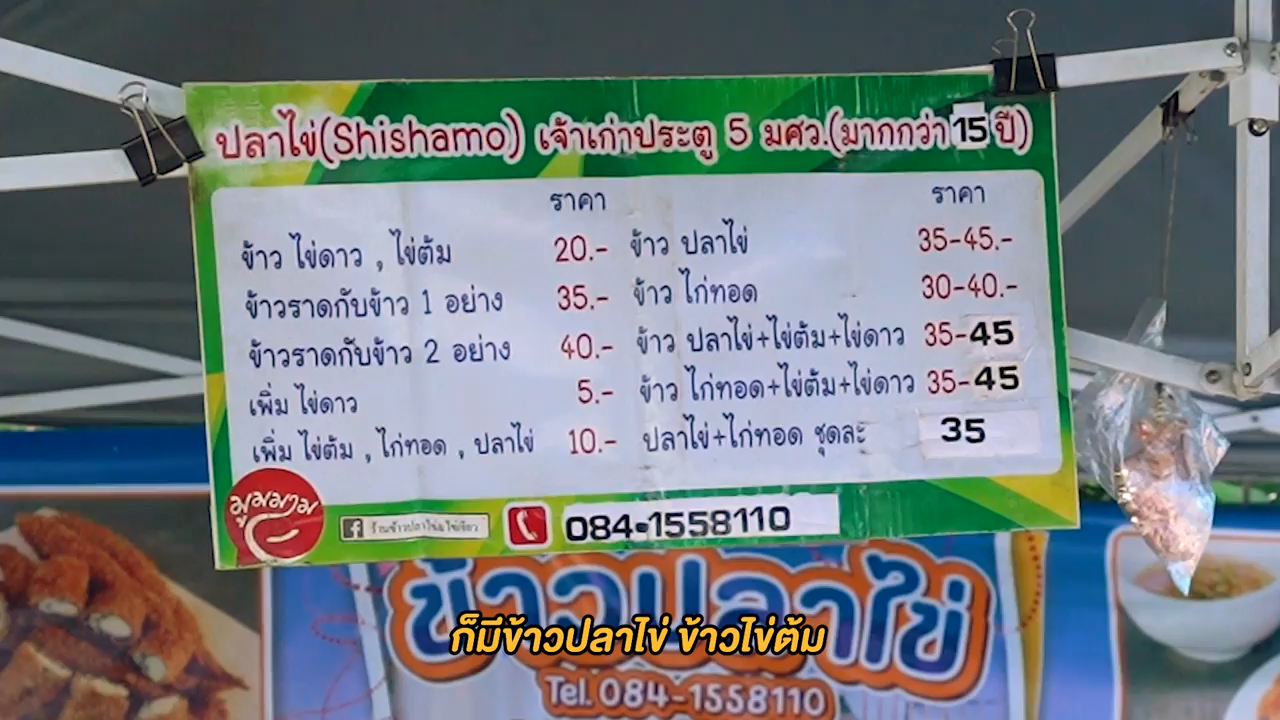 ปลาไข่(Shishamo) เจ้าเก่าประตู 5 มศว.(มากกว่า 15 ปี)
ราคา
ข้าว ไข่ดาว , ไข่ต้ม 20.-
ข้าวราดกับข้าว 1 อย่าง 35.-
ข้าวราดกับข้าว 2 อย่าง 40.-
เพิ่ม ไข่ดาว 5.-
เพิ่ม ไข่ต้ม , ไก่ทอด , ปลาไข่ 10.-
ราคา
ข้าว ปลาไข่ 35-45.-
ข้าว ไก่ทอด 30-40.-
ข้าว ปลาไข่+ไข่ต้ม+ไข่ดาว 35-45
ข้าว ไก่ทอด+ไข่ต้ม+ไข่ดาว 35-45
ปลาไข่+ไก่ทอด ชุดละ 35
มูมมาม
084-1558110
ข้าวปลาไข่
ก็มีข้าวปลาไข่ ข้าวไข่ต้ม
Tel. 084-1558110